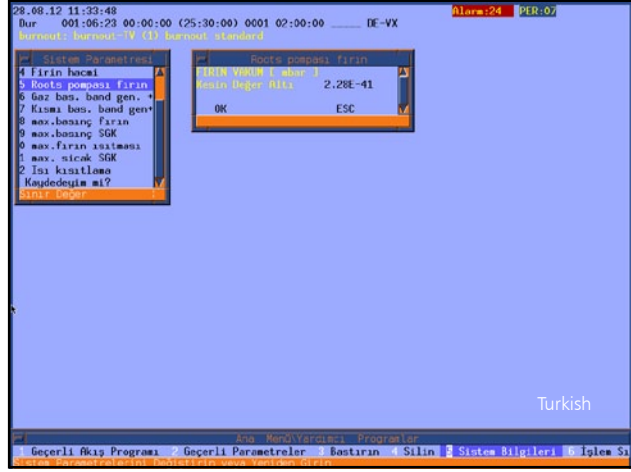 28.08.12 11:33:48
Alarm:24 PER:07
Dur 001:06:23 00:00:00 (25:30:00) 0001 02:00:00 _____ DE-VX
burnout: burnout-TV (1) burnout standard
Sistem Parametresi
4 Firin hacmi
5 Roots pompası fırın
6 Gaz bas. band gen. *
7 Kısmı bas. band gen*
8 max.basınç fırın
9 max.basınç SGK
0 max.fırın ısıtması
1 max. sicak SGK
2 Isı kısıtlama
Kaydedeyim mi?
Sınır Değer
Roots pompası fırın
FIRIN VAKUM [ mbar ]
Kesin Değer Altı 2.28E-41
OK ESC
Turkish
Ana Menü\Yardımcı Programlar
1 Geçerli Akış Programı 2 Geçerli Parametreler 3 Bastırın 4 Silin 5 Sistem Bilgileri 6 İşlem Sı
Sistem Parametrelerini Değiştirin veya Yeniden Girin